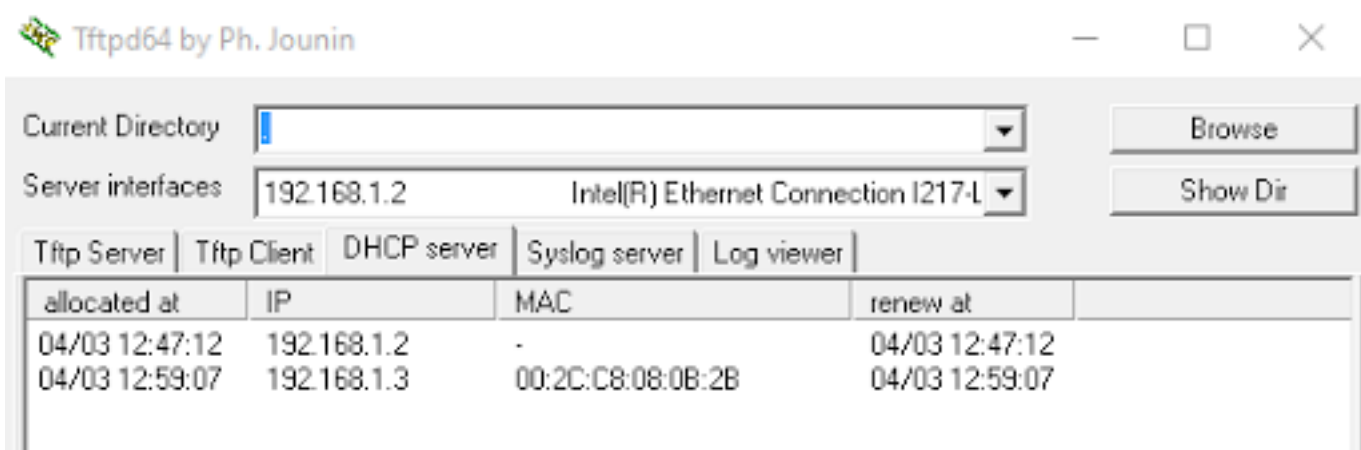 Tftpd64 by Ph. Jounin
Current Directory . Browse
Server interfaces 192.168.1.2 Intel(R) Ethernet Connection I217-L Show Dir
Tftp Server Tftp Client DHCP server Syslog server Log viewer
allocated at IP MAC renew at
04/03 12:47:12 192.168.1.2 - 04/03 12:47:12
04/03 12:59:07 192.168.1.3 00:2C:C8:08:0B:2B 04/03 12:59:07